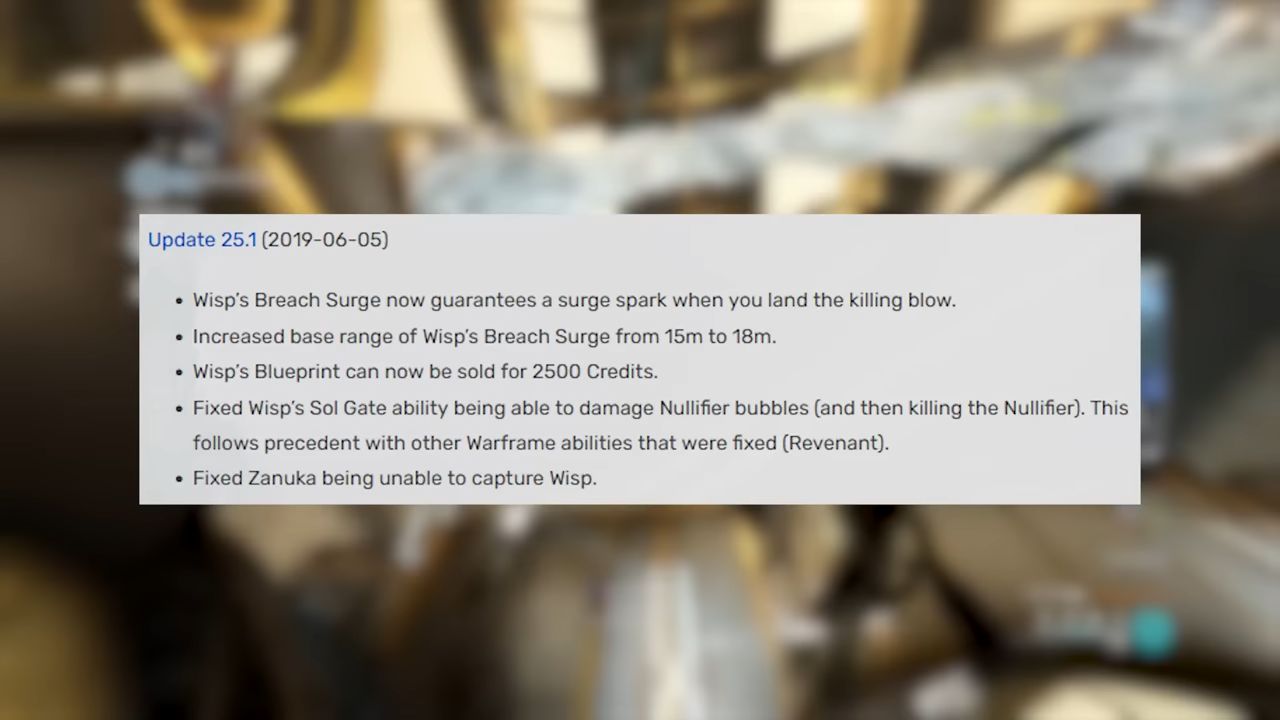 Update 25.1 (2019-06-05)
• Wisp’s Breach Surge now guarantees a surge spark when you land the killing blow.
• Increased base range of Wisp’s Breach Surge from 15m to 18m.
• Wisp’s Blueprint can now be sold for 2500 Credits.
• Fixed Wisp’s Sol Gate ability being able to damage Nullifier bubbles (and then killing the Nullifier). This
follows precedent with other Warframe abilities that were fixed (Revenant).
• Fixed Zanuka being unable to capture Wisp.